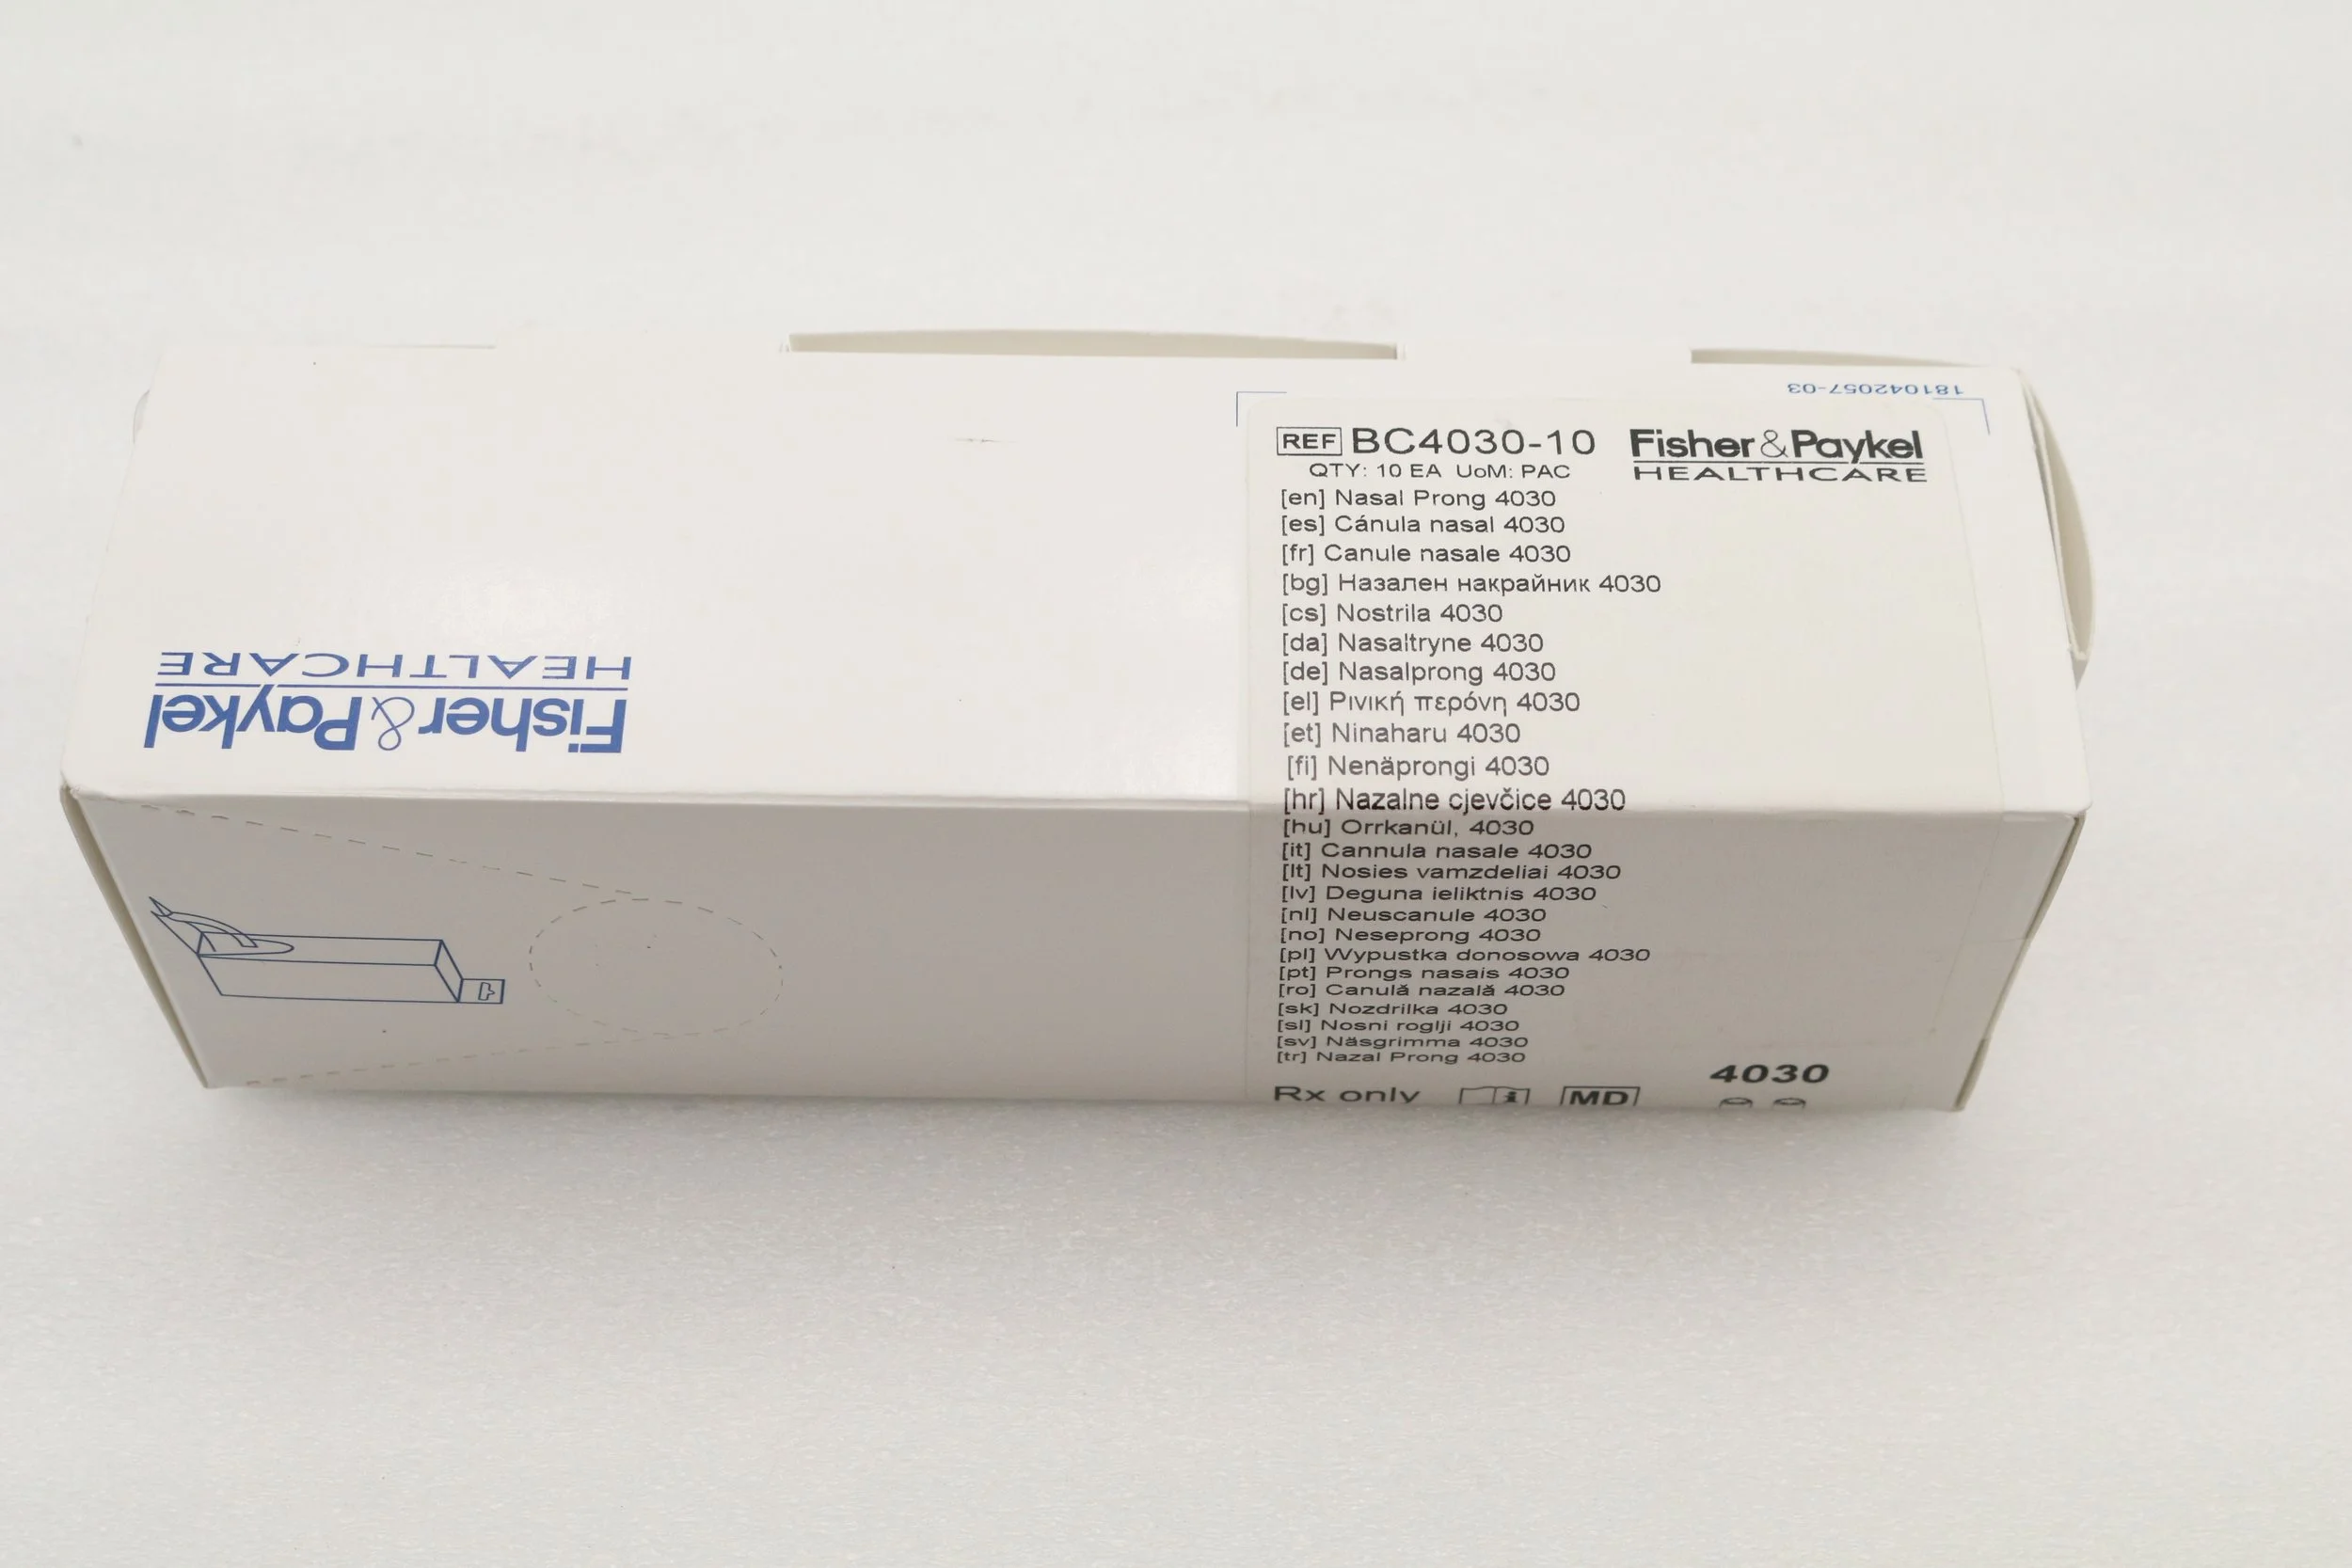 181042057-03
REF BC4030-10
QTY: 10 EA UoM: PAC
Fisher&Paykel
HEALTHCARE
[en] Nasal Prong 4030
[es] Cánula nasal 4030
[fr] Canule nasale 4030
[bg] Назален накрайник 4030
[cs] Nostrila 4030
[da] Nasaltryne 4030
[de] Nasalprong 4030
[el] Ρινική περόνη 4030
[et] Ninaharu 4030
[fi] Nenäprongi 4030
[hr] Nazalne cjevčice 4030
[hu] Orrkanül, 4030
[it] Cannula nasale 4030
[lt] Nosies vamzdeliai 4030
[lv] Deguna ieliktnis 4030
[nl] Neuscanule 4030
[no] Neseprong 4030
[pl] Wypustka donosowa 4030
[pt] Prongs nasais 4030
[ro] Canulă nazală 4030
[sk] Nozdrilka 4030
[sl] Nosni roglji 4030
[sv] Näsgrimma 4030
[tr] Nazal Prong 4030
4030
Rx only MD
Fisher&Paykel
HEALTHCARE